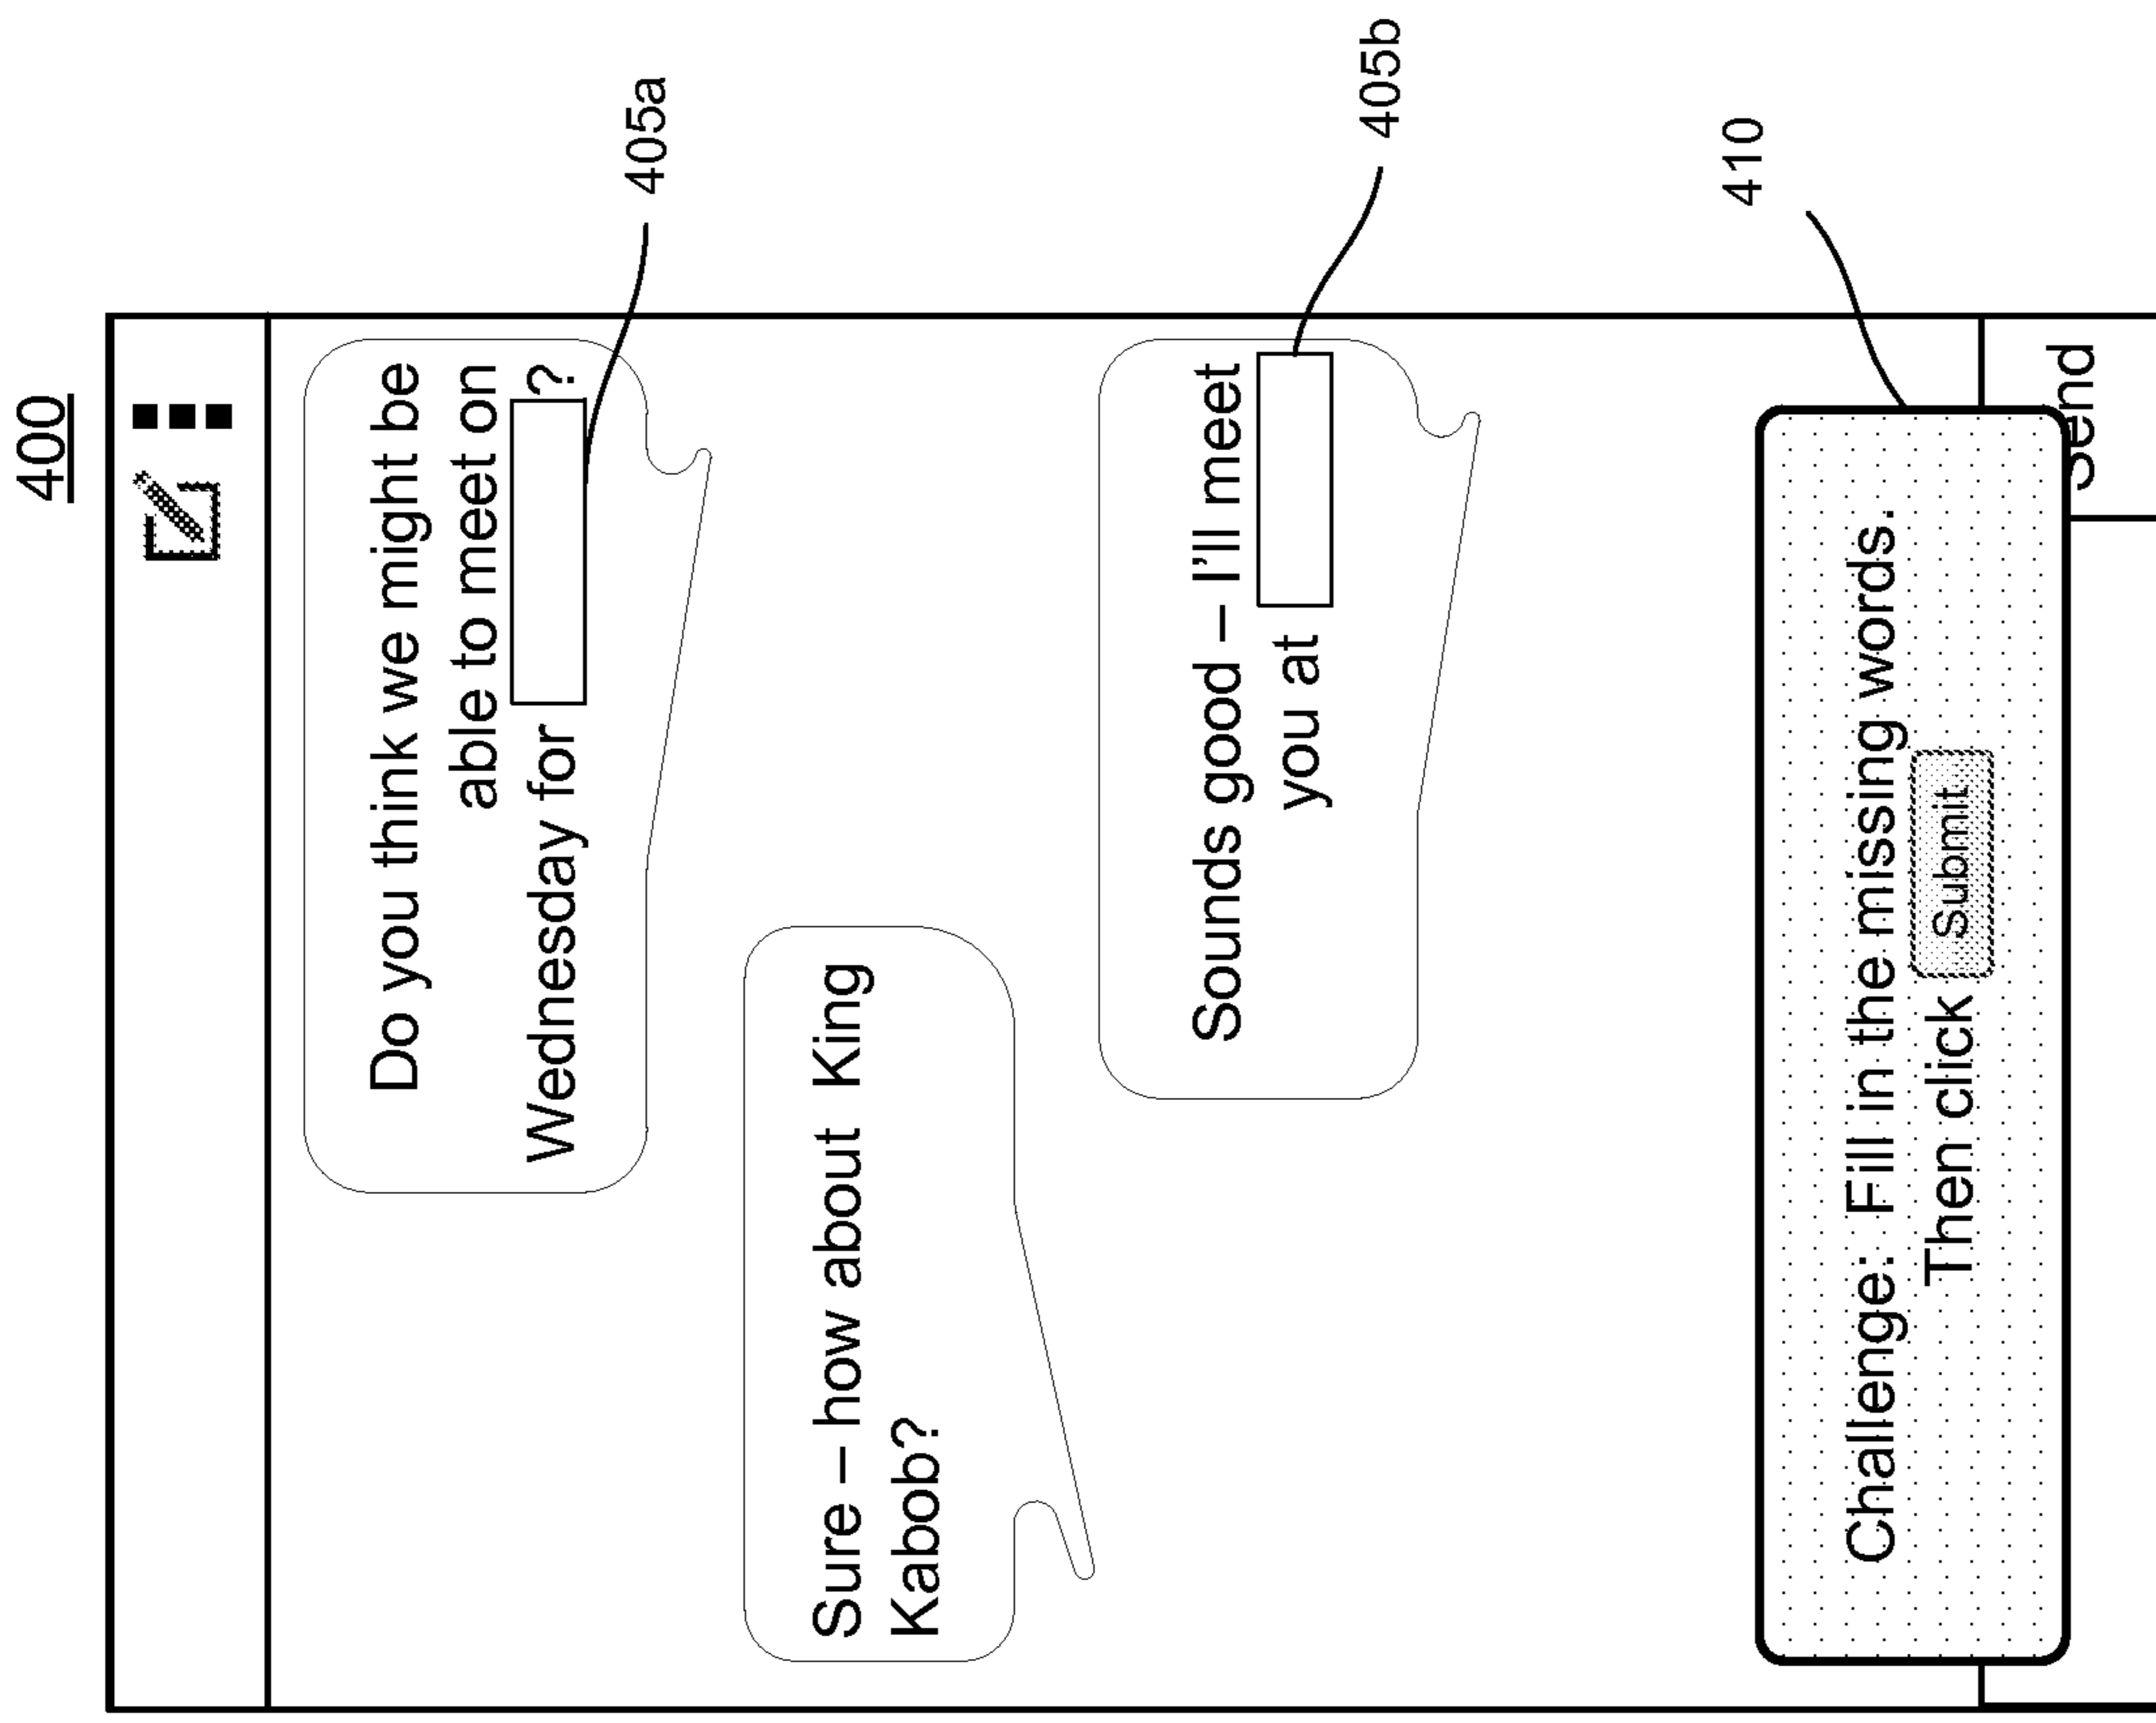 400
Do you think we might be
able to meet on
Wednesday for ?
405a
Sure – how about King
Kabob?
Sounds good – I'll meet
you at
405b
410
Challenge: Fill in the missing words.
Then click Submit
Send